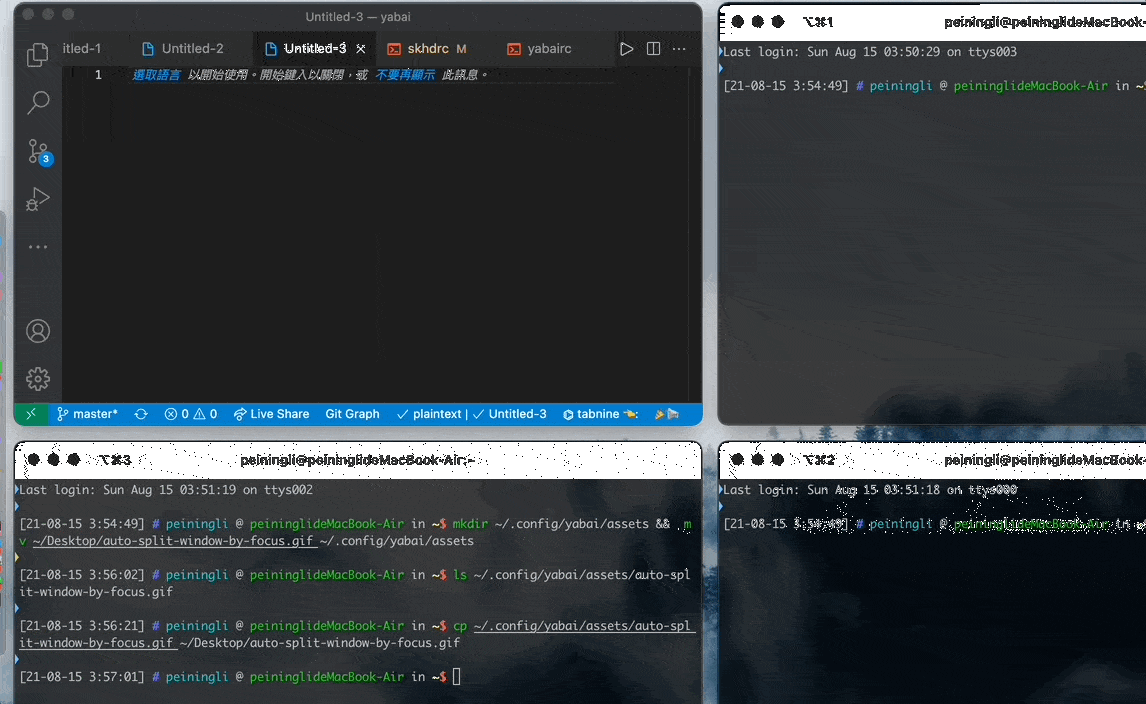 Untitled-3 — yabai
itled-1 Untitled-2 Untitled-3 skhdrc M yabairc
1 選取語言 以開始使用。開始鍵入以關閉，或 不要再顯示 此訊息。
3
master* 0 0 Live Share Git Graph plaintext | Untitled-3 tabnine
⌥⌘1 peiningli@peininglideMacBook-
Last login: Sun Aug 15 03:50:29 on ttys003
[21-08-15 3:54:49] # peiningli @ peininglideMacBook-Air in ~$
⌥⌘3 peiningli@peininglideMacBook-Air:~
Last login: Sun Aug 15 03:51:19 on ttys002
[21-08-15 3:54:49] # peiningli @ peininglideMacBook-Air in ~$ mkdir ~/.config/yabai/assets && m
v ~/Desktop/auto-split-window-by-focus.gif ~/.config/yabai/assets
[21-08-15 3:56:02] # peiningli @ peininglideMacBook-Air in ~$ ls ~/.config/yabai/assets/auto-spl
it-window-by-focus.gif
[21-08-15 3:56:21] # peiningli @ peininglideMacBook-Air in ~$ cp ~/.config/yabai/assets/auto-spl
it-window-by-focus.gif ~/Desktop/auto-split-window-by-focus.gif
[21-08-15 3:57:01] # peiningli @ peininglideMacBook-Air in ~$
⌥⌘2 peiningli@peininglideMacBook-
Last login: Sun Aug 15 03:51:18 on ttys000
[21-08-15 3:54:49] # peiningli @ peininglideMacBook-Air in ~